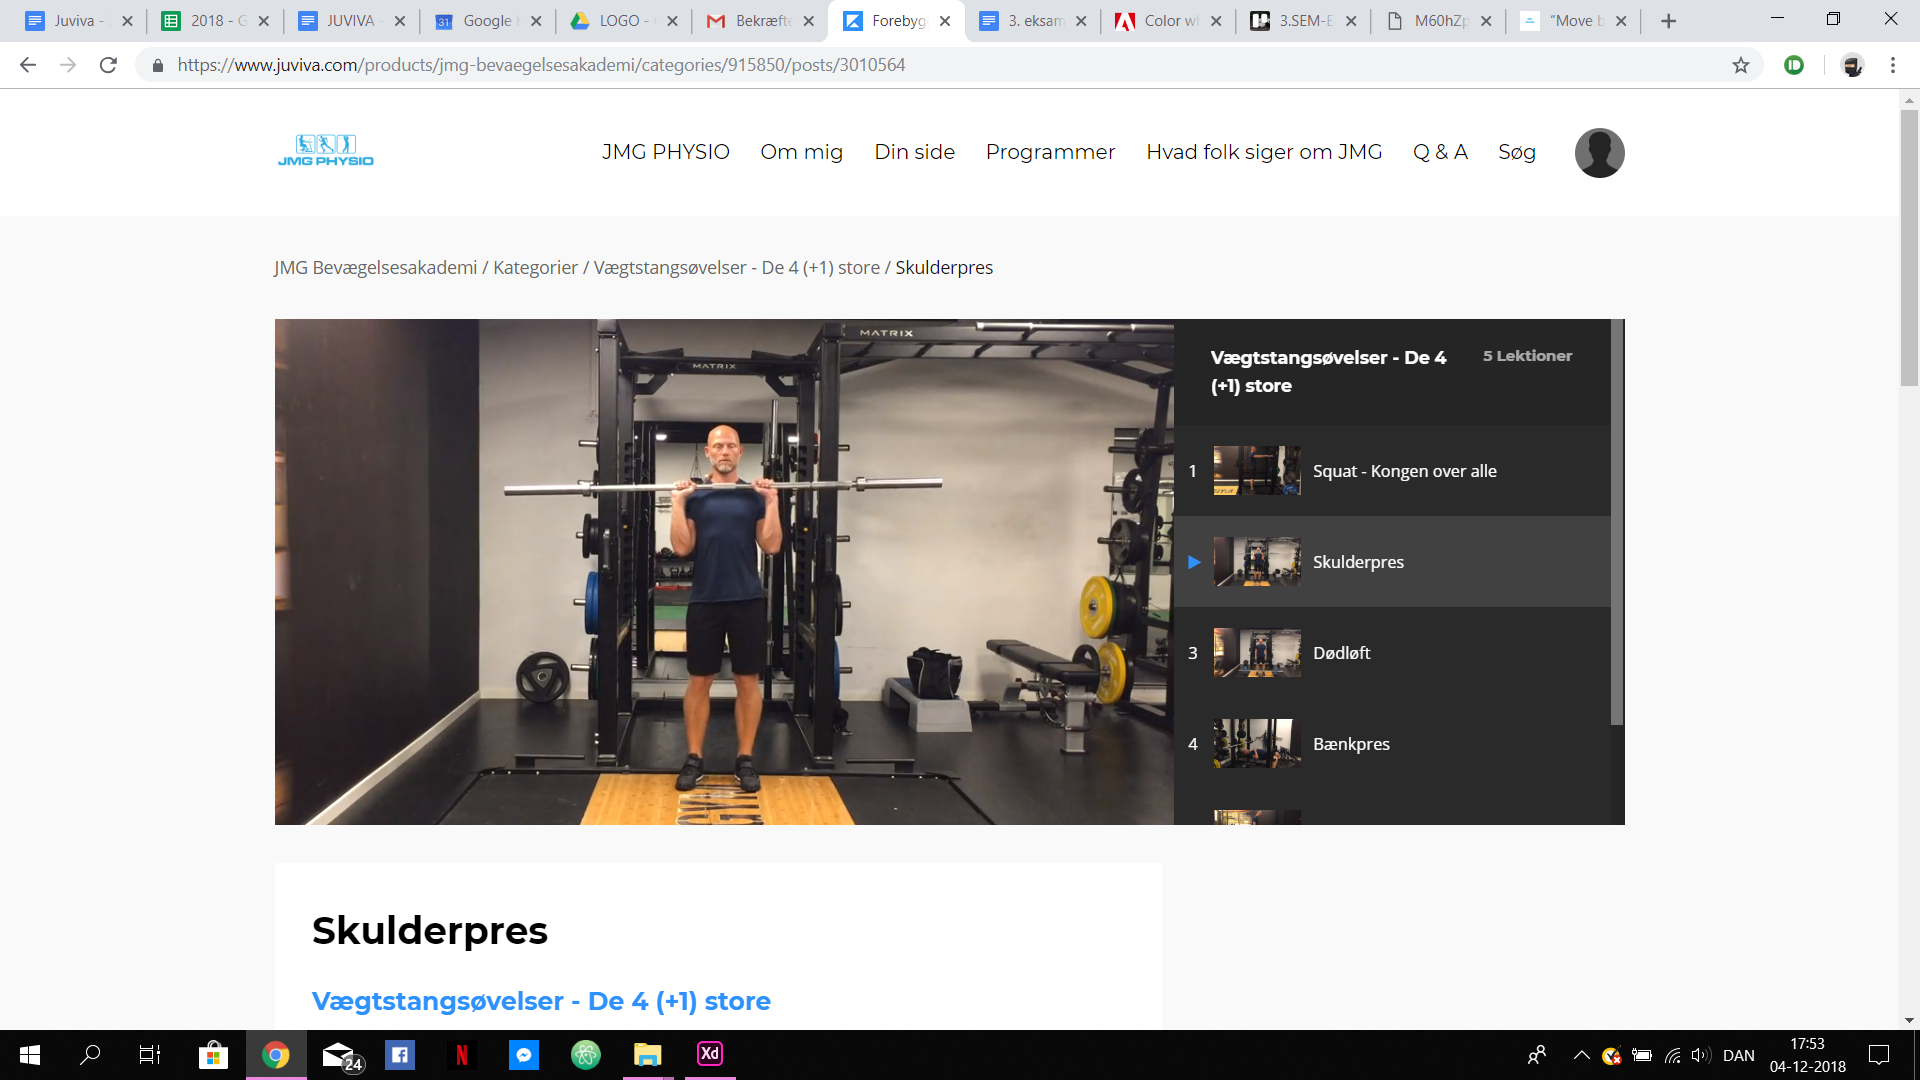 Juviva -
2018 - G
JUVIVA -
Google
LOGO -
Bekræfte
Forebyg
3. eksam
Color wh
3.SEM-E
M60hZp
“Move b
https://www.juviva.com/products/jmg-bevaegelsesakademi/categories/915850/posts/3010564
JMG PHYSIO
JMG PHYSIO Om mig Din side Programmer Hvad folk siger om JMG Q & A Søg
JMG Bevægelsesakademi / Kategorier / Vægtstangsøvelser - De 4 (+1) store / Skulderpres
MATRIX
MATRIX
Vægtstangsøvelser - De 4
(+1) store
5 Lektioner
1 Squat - Kongen over alle
Skulderpres
3 Dødløft
4 Bænkpres
Skulderpres
Vægtstangsøvelser - De 4 (+1) store
24
N
Xd
DAN
17:53
04-12-2018